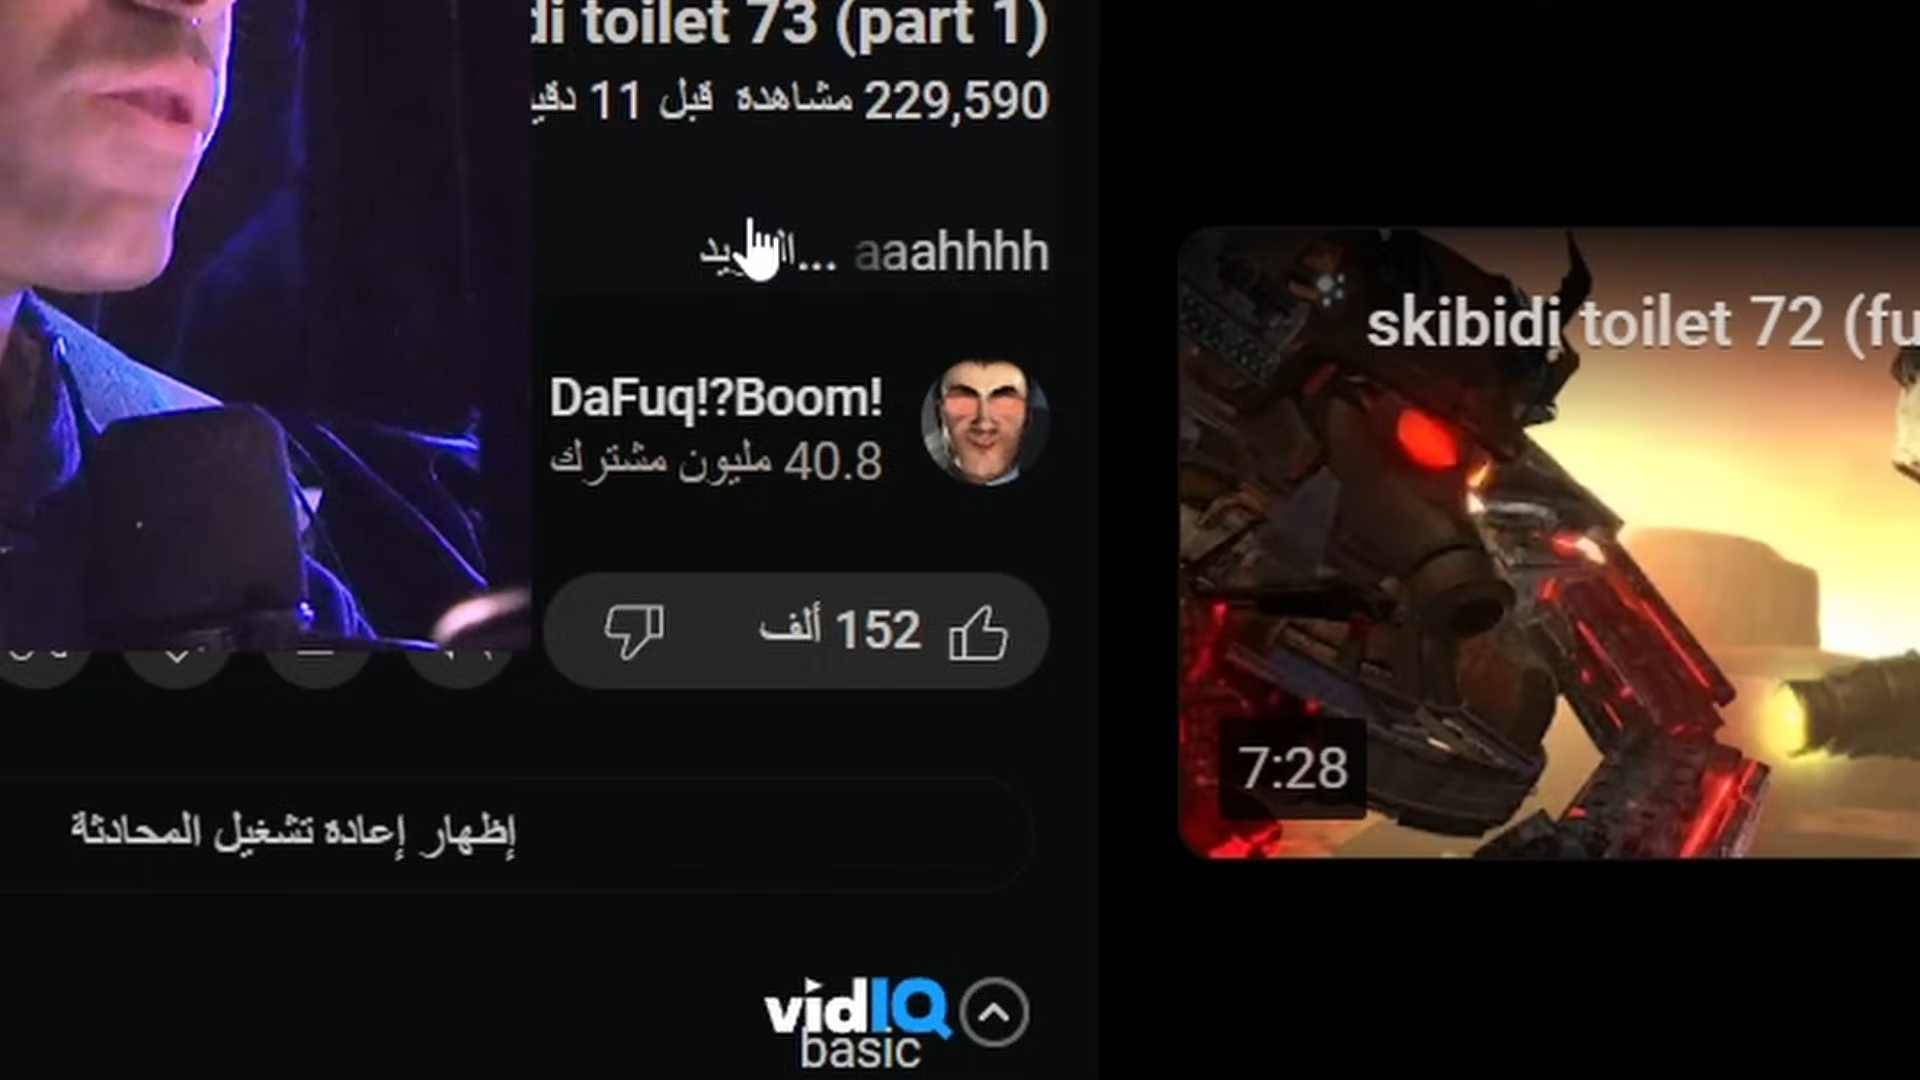 di toilet 73 (part 1)
229,590 مشاهدة قبل 11
aaahhhh ...
DaFuq!?Boom!
40.8 مليون مشترك
152 ألف
إظهار إعادة تشغيل المحادثة
vidIQ
basic
skibidi toilet 72 (fu
7:28